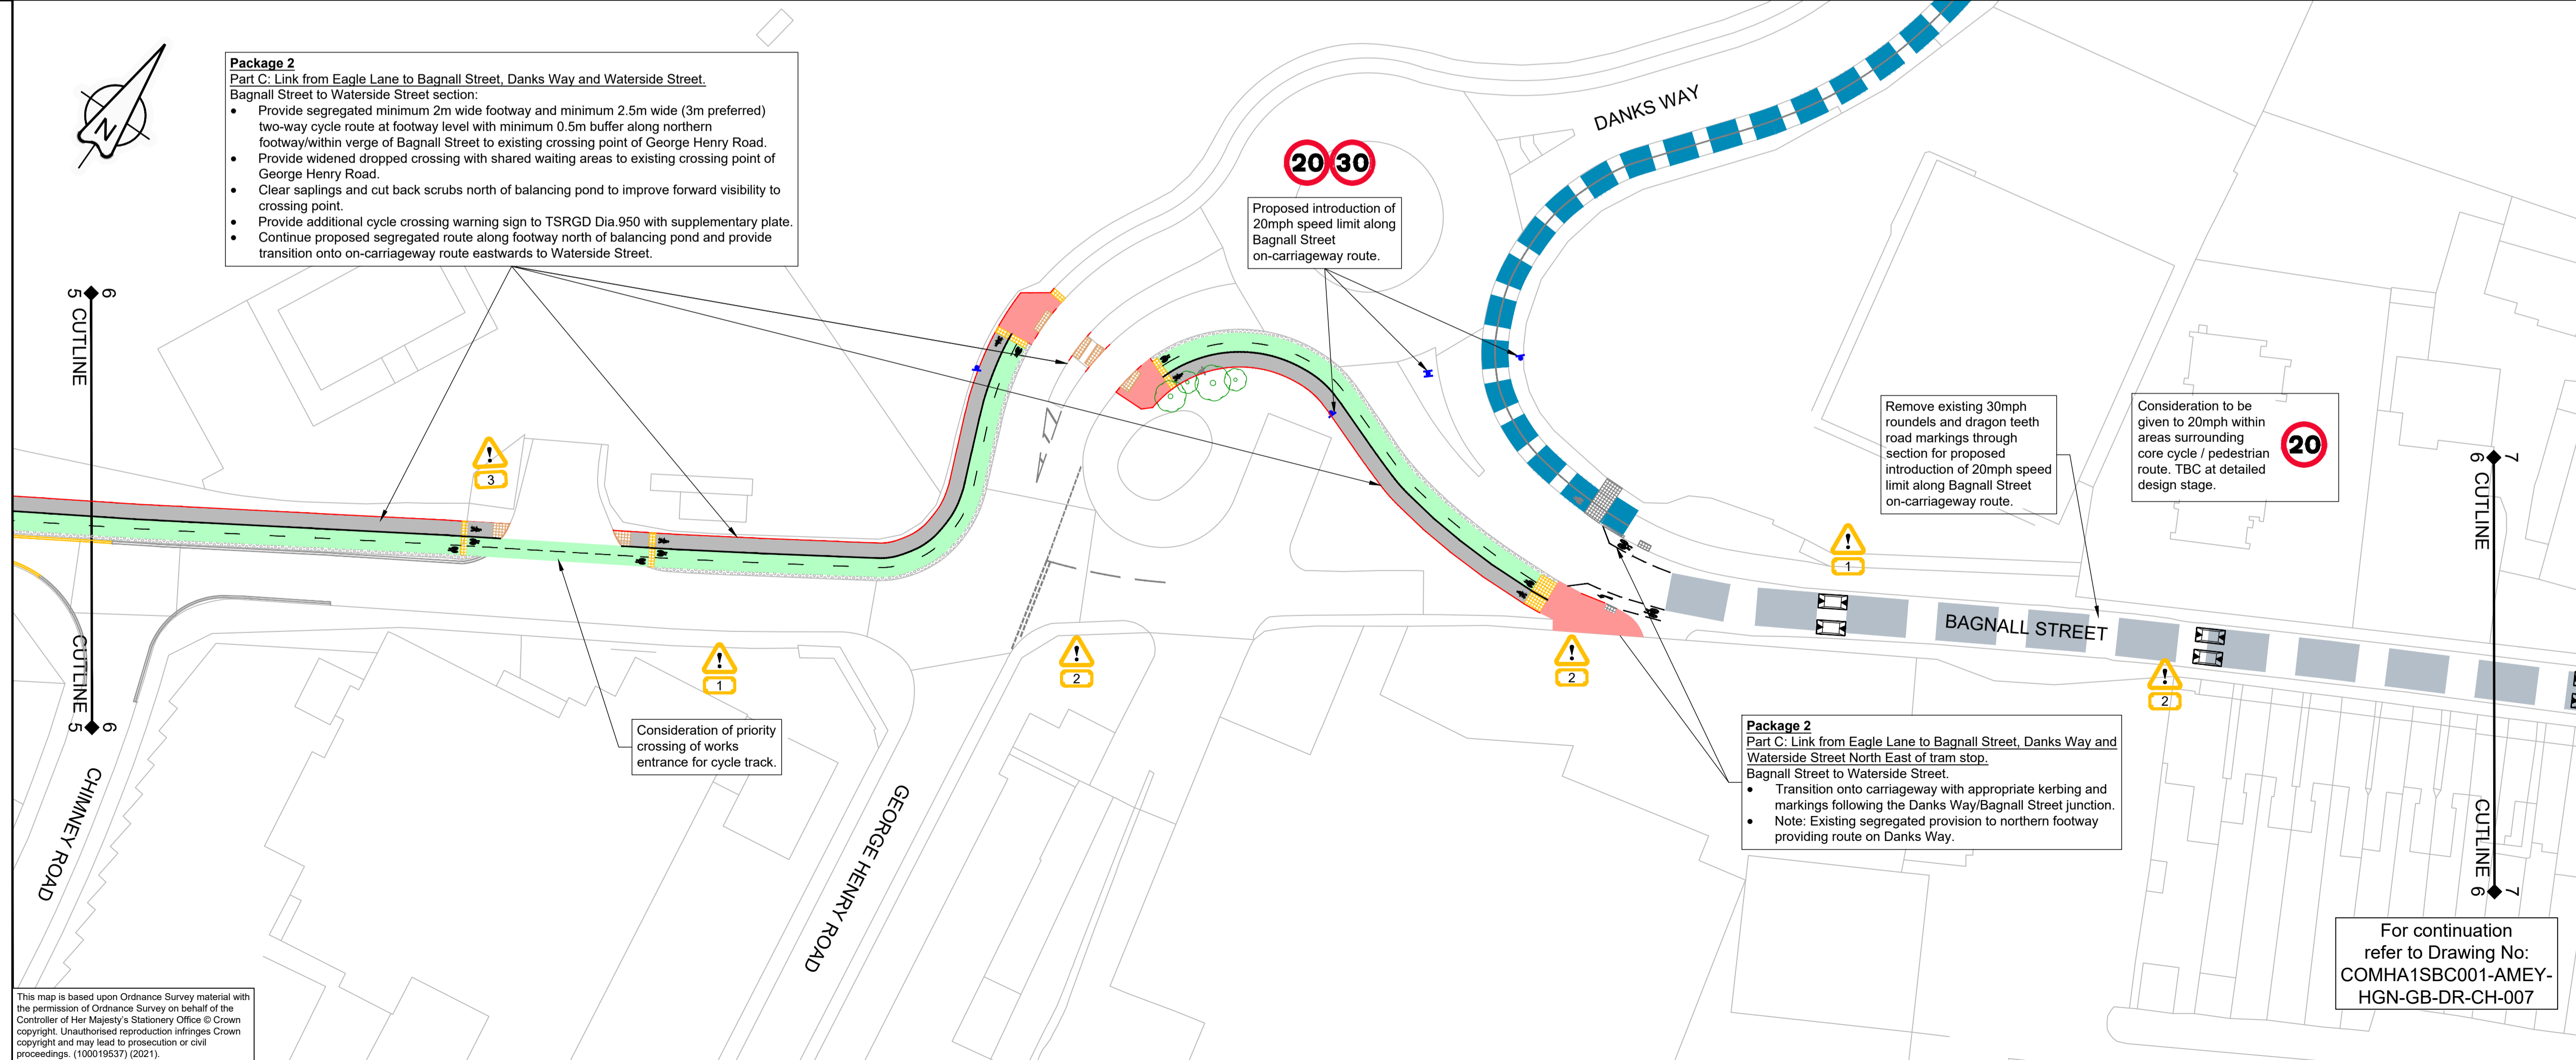 N
Package 2
Part C: Link from Eagle Lane to Bagnall Street, Danks Way and Waterside Street.
Bagnall Street to Waterside Street section:
• Provide segregated minimum 2m wide footway and minimum 2.5m wide (3m preferred)
two-way cycle route at footway level with minimum 0.5m buffer along northern
footway/within verge of Bagnall Street to existing crossing point of George Henry Road.
• Provide widened dropped crossing with shared waiting areas to existing crossing point of
George Henry Road.
• Clear saplings and cut back scrubs north of balancing pond to improve forward visibility to
crossing point.
• Provide additional cycle crossing warning sign to TSRGD Dia.950 with supplementary plate.
• Continue proposed segregated route along footway north of balancing pond and provide
transition onto on-carriageway route eastwards to Waterside Street.
DANKS WAY
20 30
Proposed introduction of
20mph speed limit along
Bagnall Street
on-carriageway route.
5 6
CUTLINE
CUTLINE
5 6
3
1
2
2
1
2
Remove existing 30mph
roundels and dragon teeth
road markings through
section for proposed
introduction of 20mph speed
limit along Bagnall Street
on-carriageway route.
Consideration to be
given to 20mph within
areas surrounding
core cycle / pedestrian
route. TBC at detailed
design stage.
20
6 7
CUTLINE
CUTLINE
6 7
BAGNALL STREET
Consideration of priority
crossing of works
entrance for cycle track.
CHIMNEY ROAD
GEORGE HENRY ROAD
Package 2
Part C: Link from Eagle Lane to Bagnall Street, Danks Way and
Waterside Street North East of tram stop.
Bagnall Street to Waterside Street.
• Transition onto carriageway with appropriate kerbing and
markings following the Danks Way/Bagnall Street junction.
• Note: Existing segregated provision to northern footway
providing route on Danks Way.
For continuation
refer to Drawing No:
COMHA1SBC001-AMEY-
HGN-GB-DR-CH-007
This map is based upon Ordnance Survey material with
the permission of Ordnance Survey on behalf of the
Controller of Her Majesty's Stationery Office © Crown
copyright. Unauthorised reproduction infringes Crown
copyright and may lead to prosecution or civil
proceedings. (100019537) (2021).